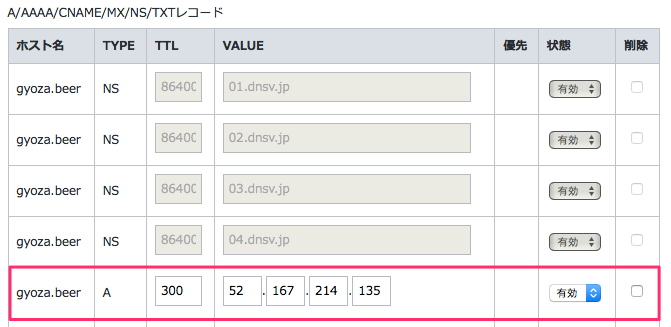 A/AAAA/CNAME/MX/NS/TXTレコード
ホスト名 TYPE TTL VALUE 優先 状態 削除
gyoza.beer NS 86400 01.dnsv.jp 有効
gyoza.beer NS 86400 02.dnsv.jp 有効
gyoza.beer NS 86400 03.dnsv.jp 有効
gyoza.beer NS 86400 04.dnsv.jp 有効
gyoza.beer A 300 52.167.214.135 有効